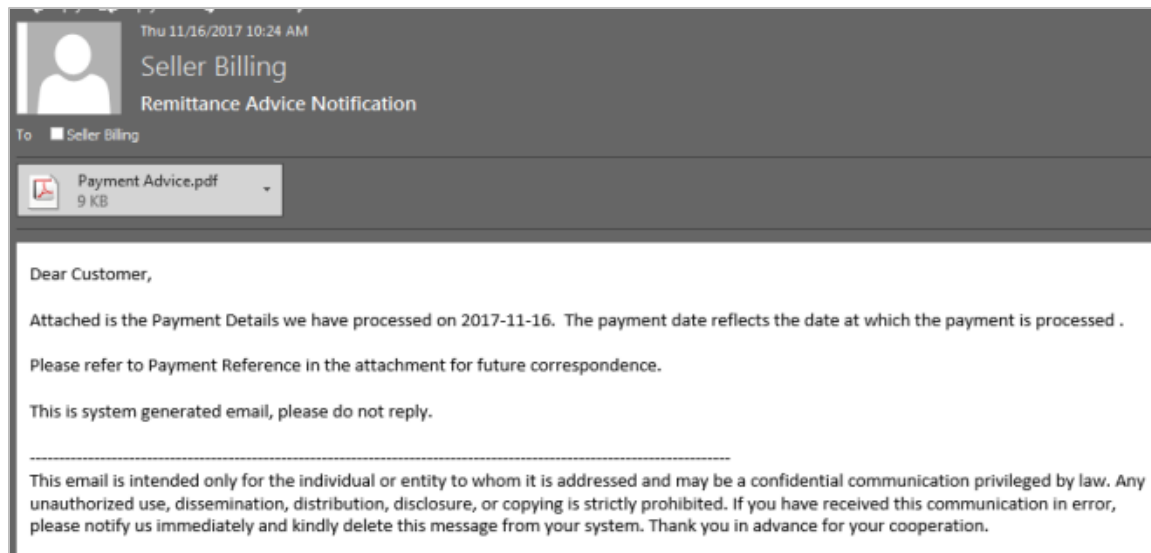 Thu 11/16/2017 10:24 AM
Seller Billing
Remittance Advice Notification
To Seller Billing
Payment Advice.pdf
9 KB
Dear Customer,
Attached is the Payment Details we have processed on 2017-11-16. The payment date reflects the date at which the payment is processed .
Please refer to Payment Reference in the attachment for future correspondence.
This is system generated email, please do not reply.
--------------------------------------------------------------------------------------------------------------------
This email is intended only for the individual or entity to whom it is addressed and may be a confidential communication privileged by law. Any
unauthorized use, dissemination, distribution, disclosure, or copying is strictly prohibited. If you have received this communication in error,
please notify us immediately and kindly delete this message from your system. Thank you in advance for your cooperation.